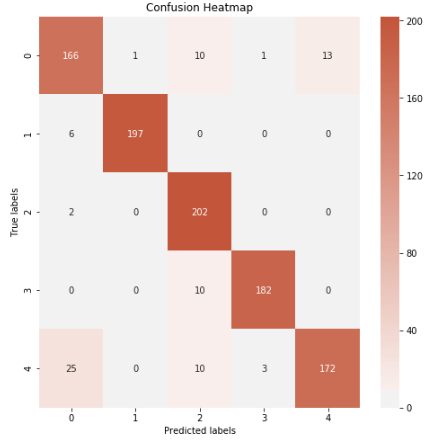 Confusion Heatmap
200
0 166 1 10 1 13
160
1 6 197 0 0 0
120
2 2 0 202 0 0
True labels
80
3 0 0 10 182 0
40
4 25 0 10 3 172
0
0 1 2 3 4
Predicted labels